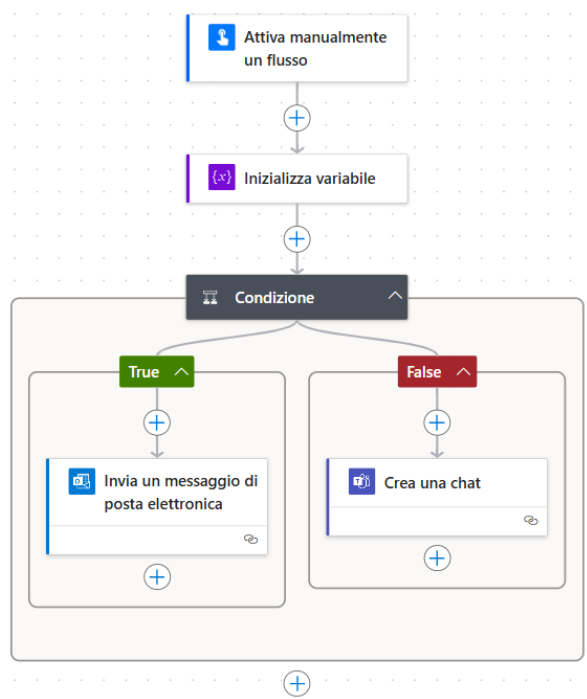 Attiva manualmente
un flusso
{x} Inizializza variabile
Condizione
True
False
Invia un messaggio di
posta elettronica
Crea una chat